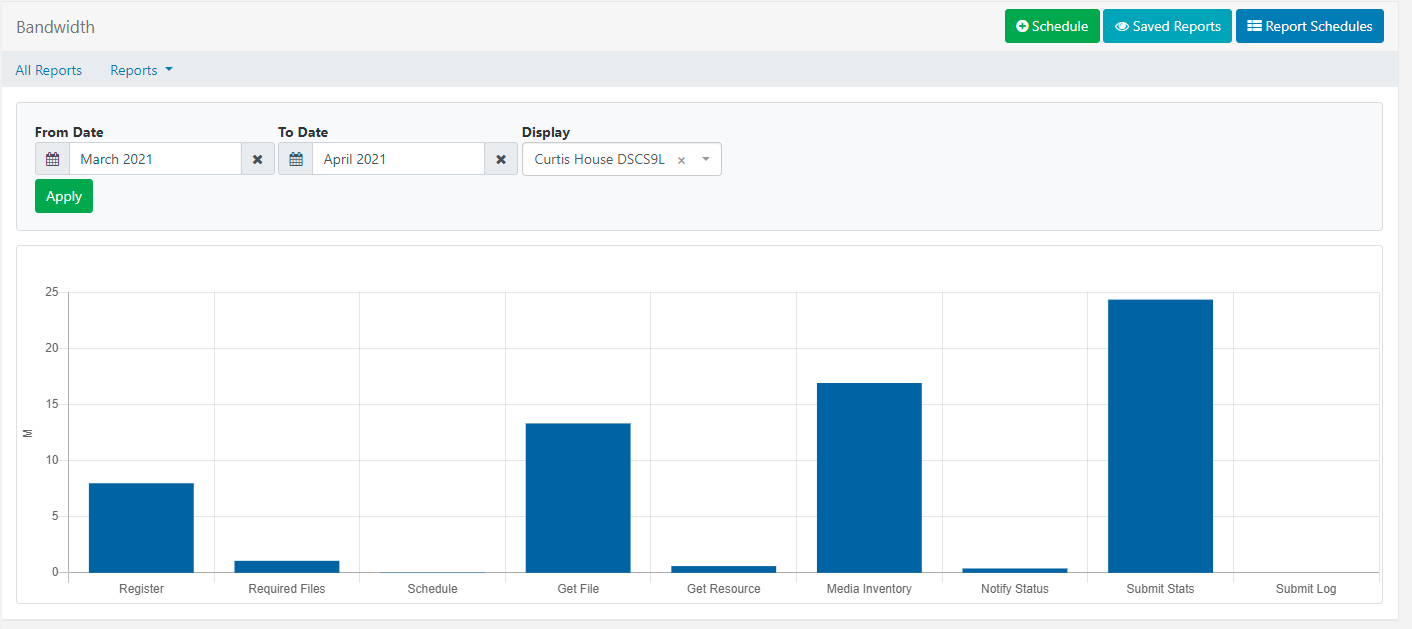 Bandwidth
Schedule
Saved Reports
Report Schedules
All Reports
Reports
From Date
To Date
Display
March 2021
April 2021
Curtis House DSCS9L ×
Apply
25
20
15
10
5
0
M
Register
Required Files
Schedule
Get File
Get Resource
Media Inventory
Notify Status
Submit Stats
Submit Log